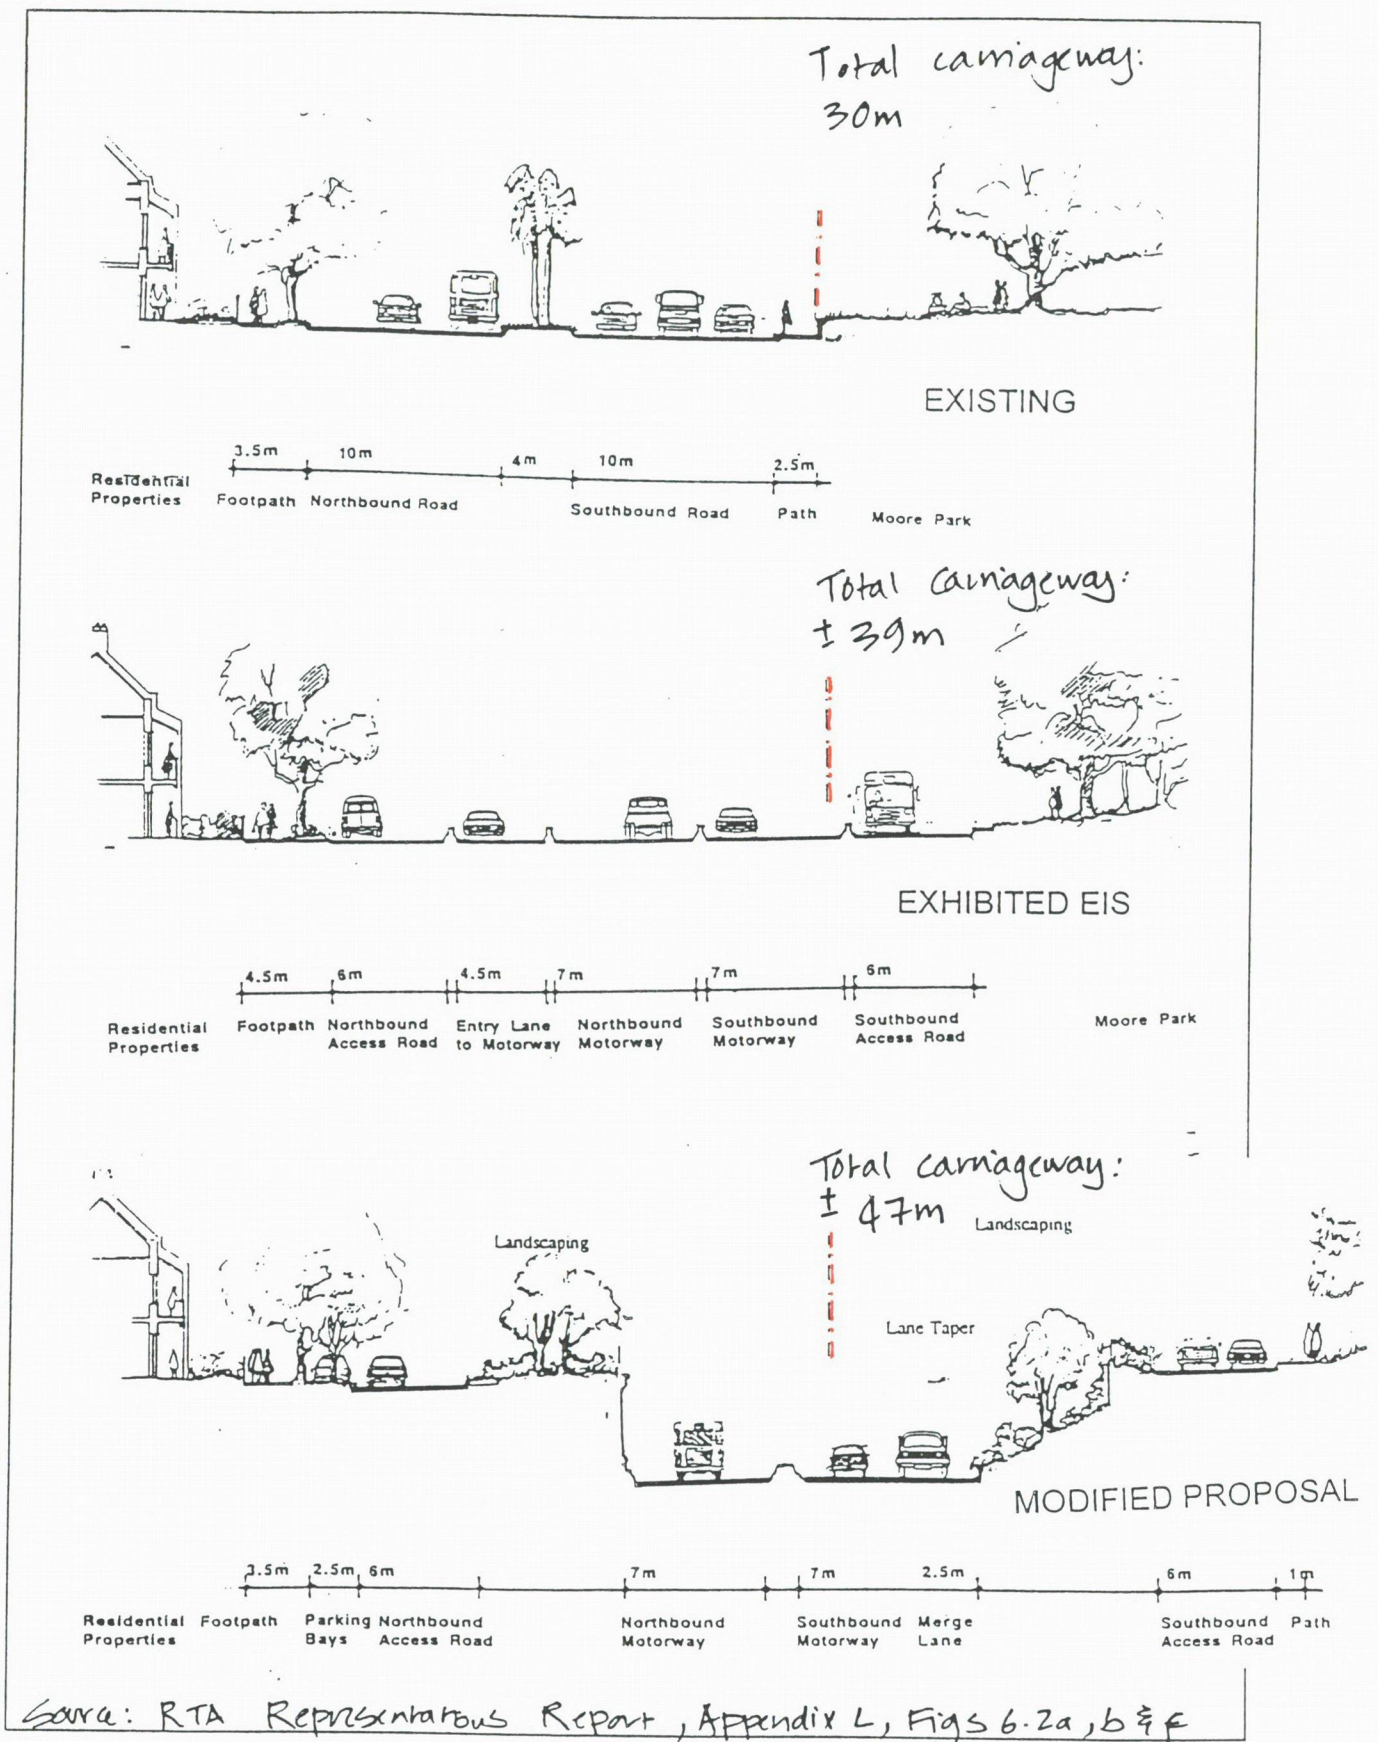 Total carriageway:
30m
EXISTING
3.5m 10m 4m 10m 2.5m
Residential
Properties
Footpath Northbound Road Southbound Road Path Moore Park
Total Carriageway:
± 39m
EXHIBITED EIS
4.5m 6m 4.5m 7m 7m 6m
Residential
Properties
Footpath
Northbound
Access Road
Entry Lane
to Motorway
Northbound
Motorway
Southbound
Motorway
Southbound
Access Road
Moore Park
Total carriageway:
± 47m
Landscaping
Landscaping
Lane Taper
MODIFIED PROPOSAL
3.5m 2.5m 6m 7m 7m 2.5m 6m 1m
Residential
Properties
Footpath
Parking
Bays
Northbound
Access Road
Northbound
Motorway
Southbound
Motorway
Merge
Lane
Southbound
Access Road
Path
Source: RTA Representations Report, Appendix L, Figs 6.2a, b &